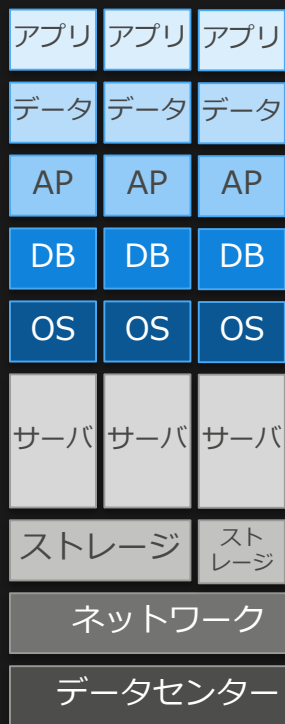 アプリ アプリ アプリ
データ データ データ
AP AP AP
DB DB DB
OS OS OS
サーバ サーバ サーバ
ストレージ スト
レージ
ネットワーク
データセンター